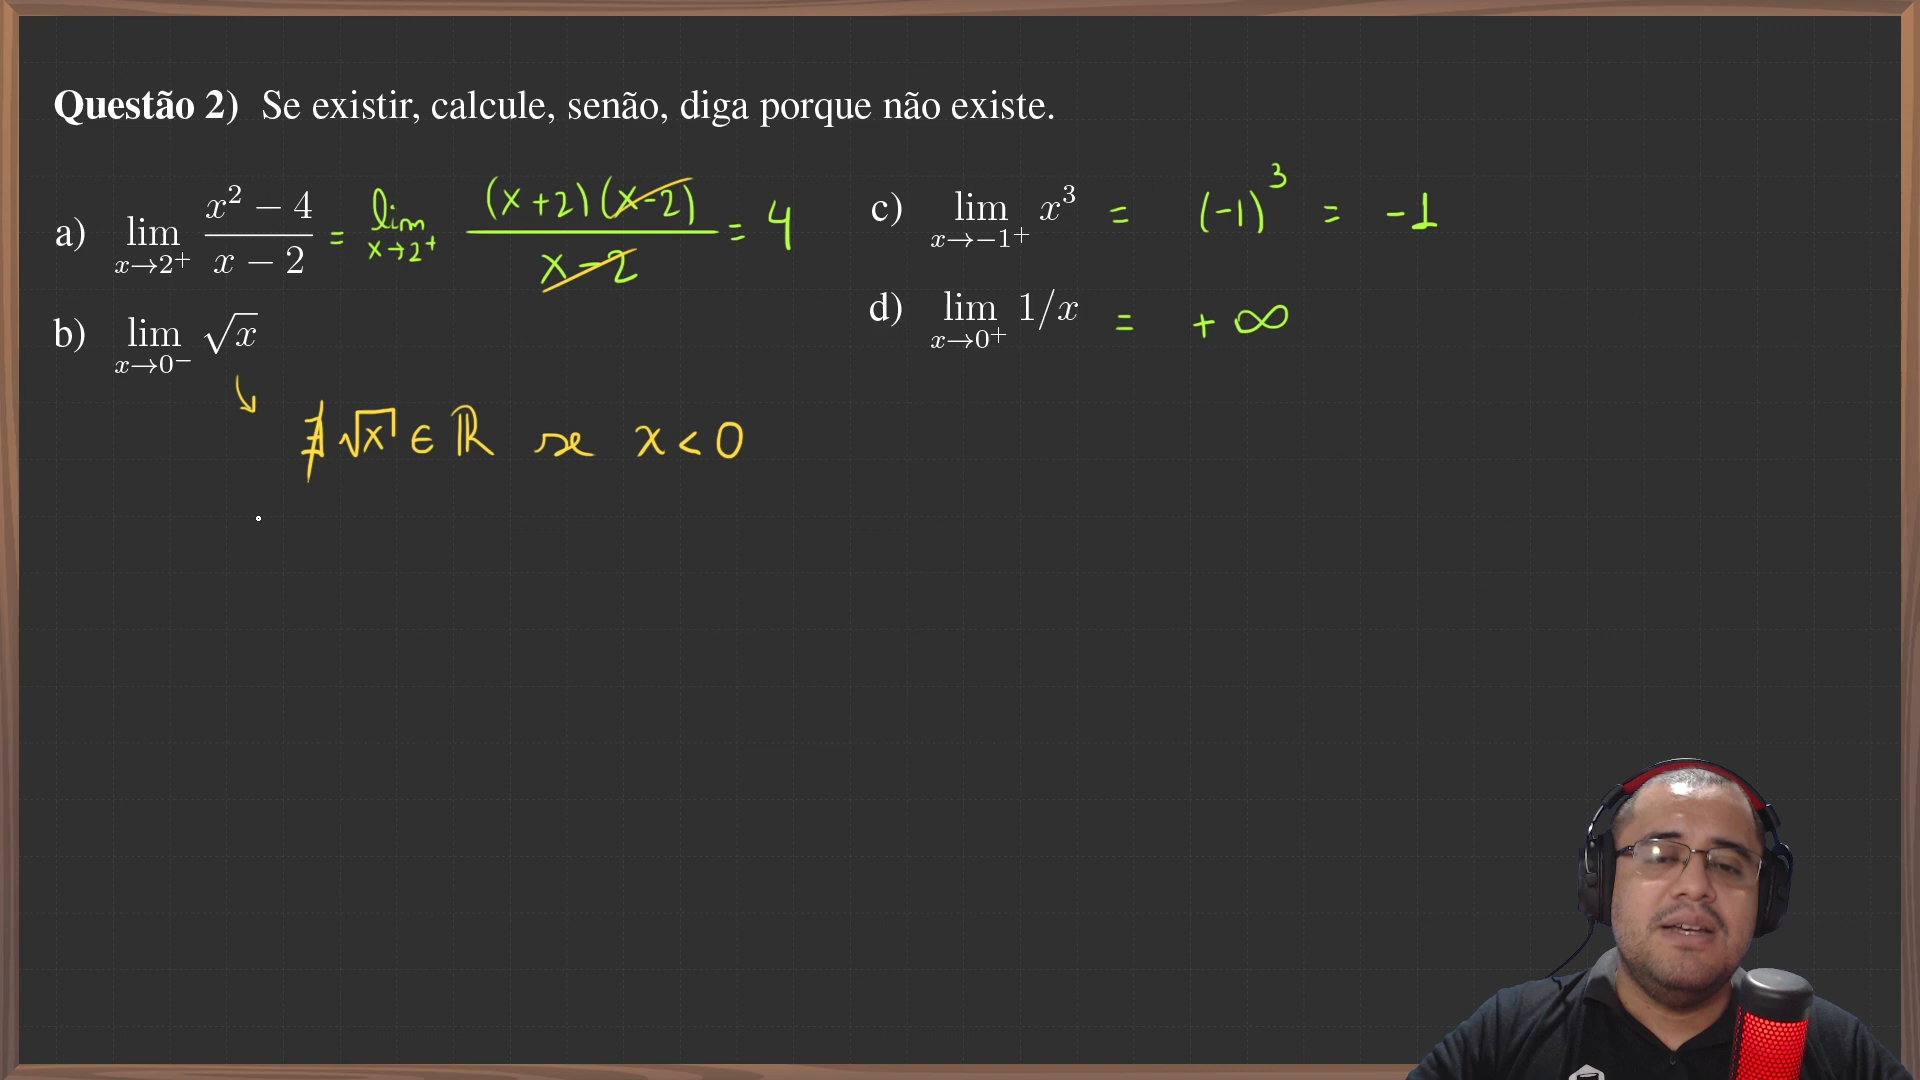 Questão 2) Se existir, calcule, senão, diga porque não existe.
a) lim x→2⁺ (x² − 4)/(x − 2) = lim x→2⁺ (x+2)(x-2)/(x-2) = 4
b) lim x→0⁻ √x
∄ √x ∈ ℝ se x < 0
c) lim x→−1⁺ x³ = (-1)³ = -1
d) lim x→0⁺ 1/x = +∞